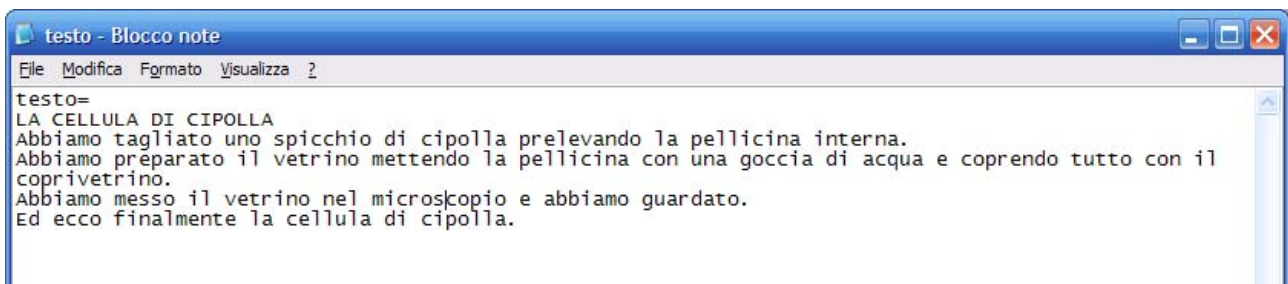 testo - Blocco note
File Modifica Formato Visualizza ?
testo=
LA CELLULA DI CIPOLLA
Abbiamo tagliato uno spicchio di cipolla prelevando la pellicina interna.
Abbiamo preparato il vetrino mettendo la pellicina con una goccia di acqua e coprendo tutto con il
coprivetrino.
Abbiamo messo il vetrino nel microscopio e abbiamo guardato.
Ed ecco finalmente la cellula di cipolla.